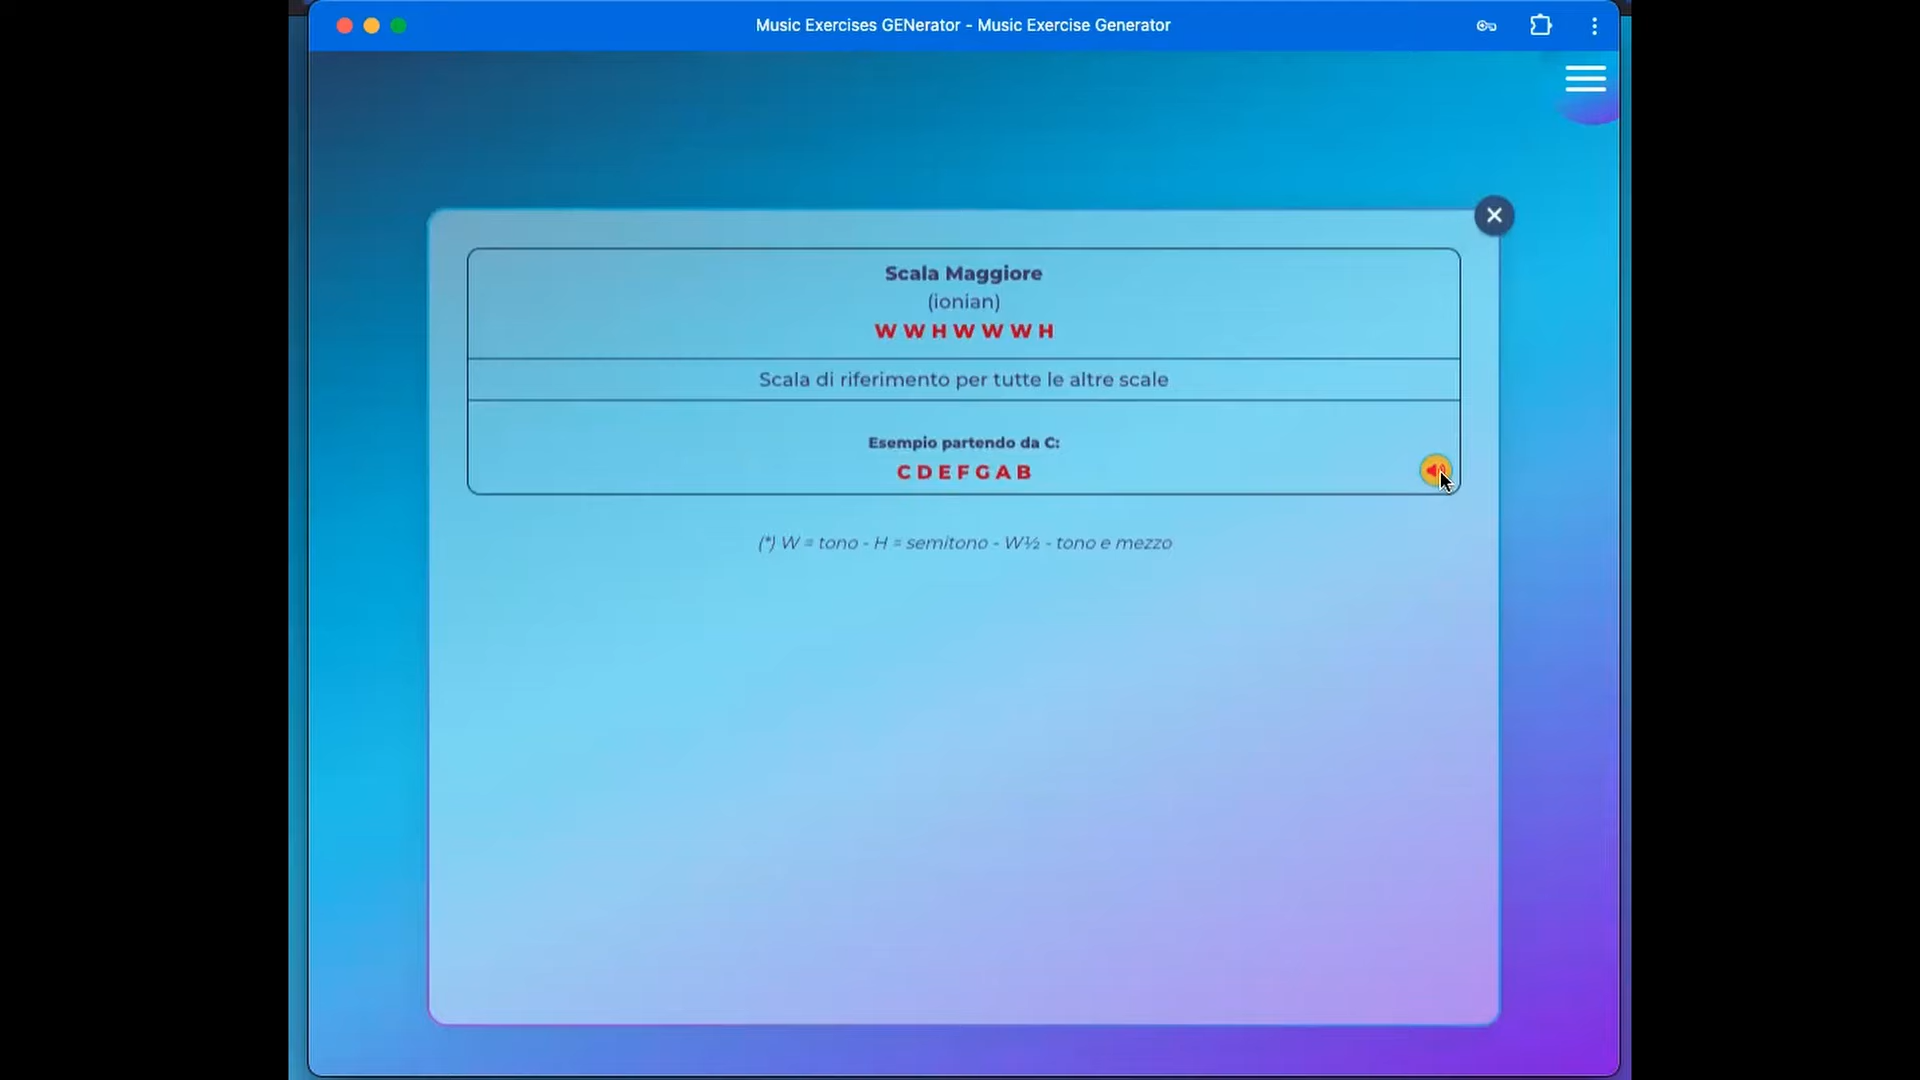 Music Exercises GENerator - Music Exercise Generator
Scala Maggiore
(ionian)
W W H W W W H
Scala di riferimento per tutte le altre scale
Esempio partendo da C:
C D E F G A B
(*) W = tono - H = semitono - W½ - tono e mezzo